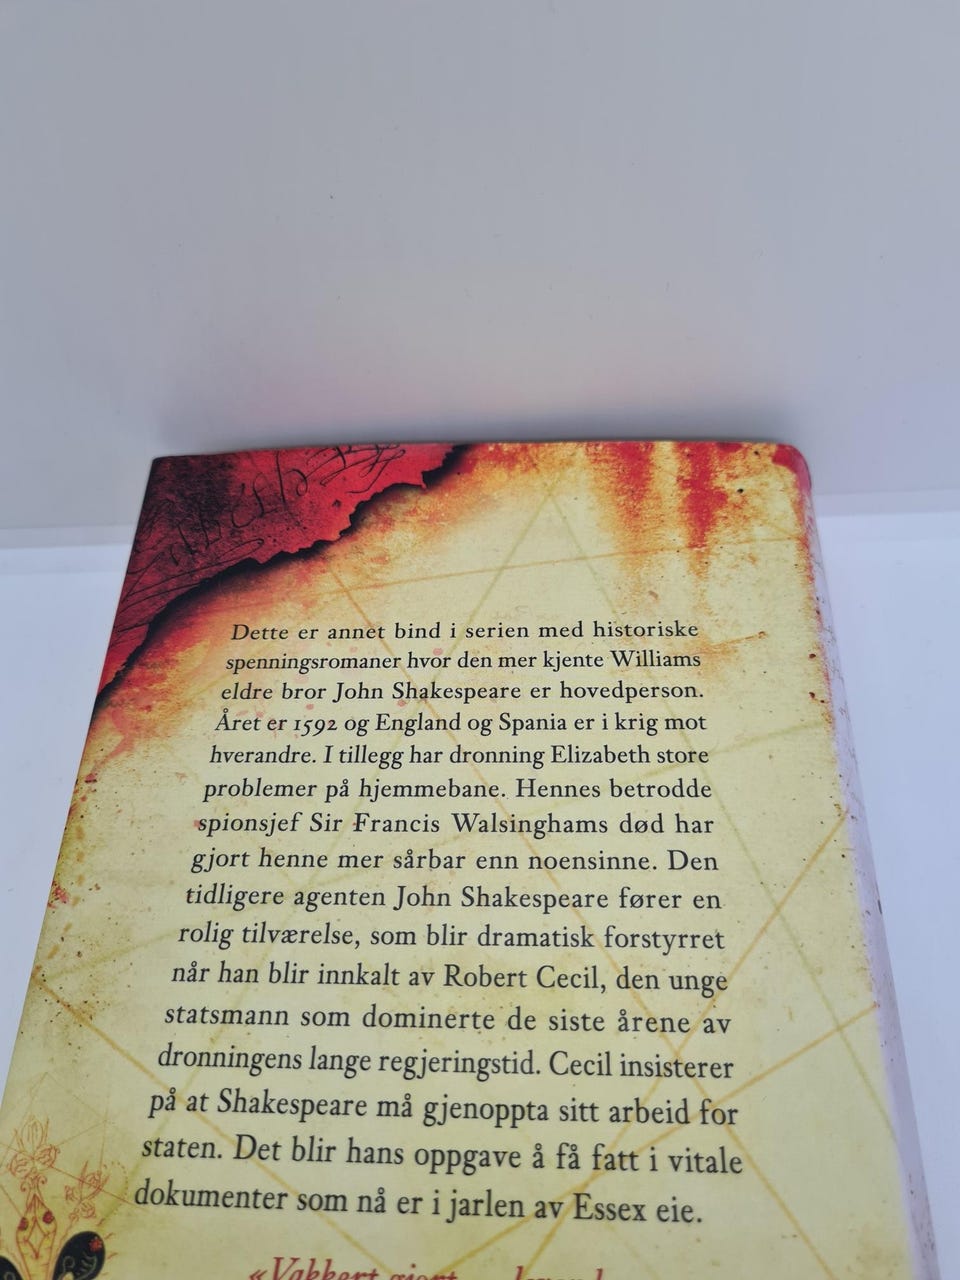 Dette er annet bind i serien med historiske
spenningsromaner hvor den mer kjente Williams
eldre bror John Shakespeare er hovedperson.
Året er 1592 og England og Spania er i krig mot
hverandre. I tillegg har dronning Elizabeth store
problemer på hjemmebane. Hennes betrodde
spionsjef Sir Francis Walsinghams død har
gjort henne mer sårbar enn noensinne. Den
tidligere agenten John Shakespeare fører en
rolig tilværelse, som blir dramatisk forstyrret
når han blir innkalt av Robert Cecil, den unge
statsmann som dominerte de siste årene av
dronningens lange regjeringstid. Cecil insisterer
på at Shakespeare må gjenoppta sitt arbeid for
staten. Det blir hans oppgave å få fatt i vitale
dokumenter som nå er i jarlen av Essex eie.
«Vakkert gjort